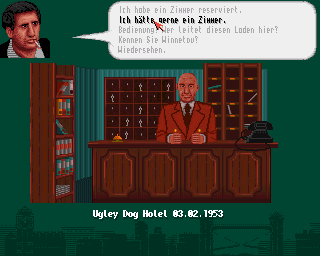 Ich habe ein Zimmer reserviert.
Ich hätte gerne ein Zimmer.
Bedienung! Wer leitet diesen Laden hier?
Kennen Sie Winnetou?
Wiedersehen.
Ugley Dog Holel 03.02.1953